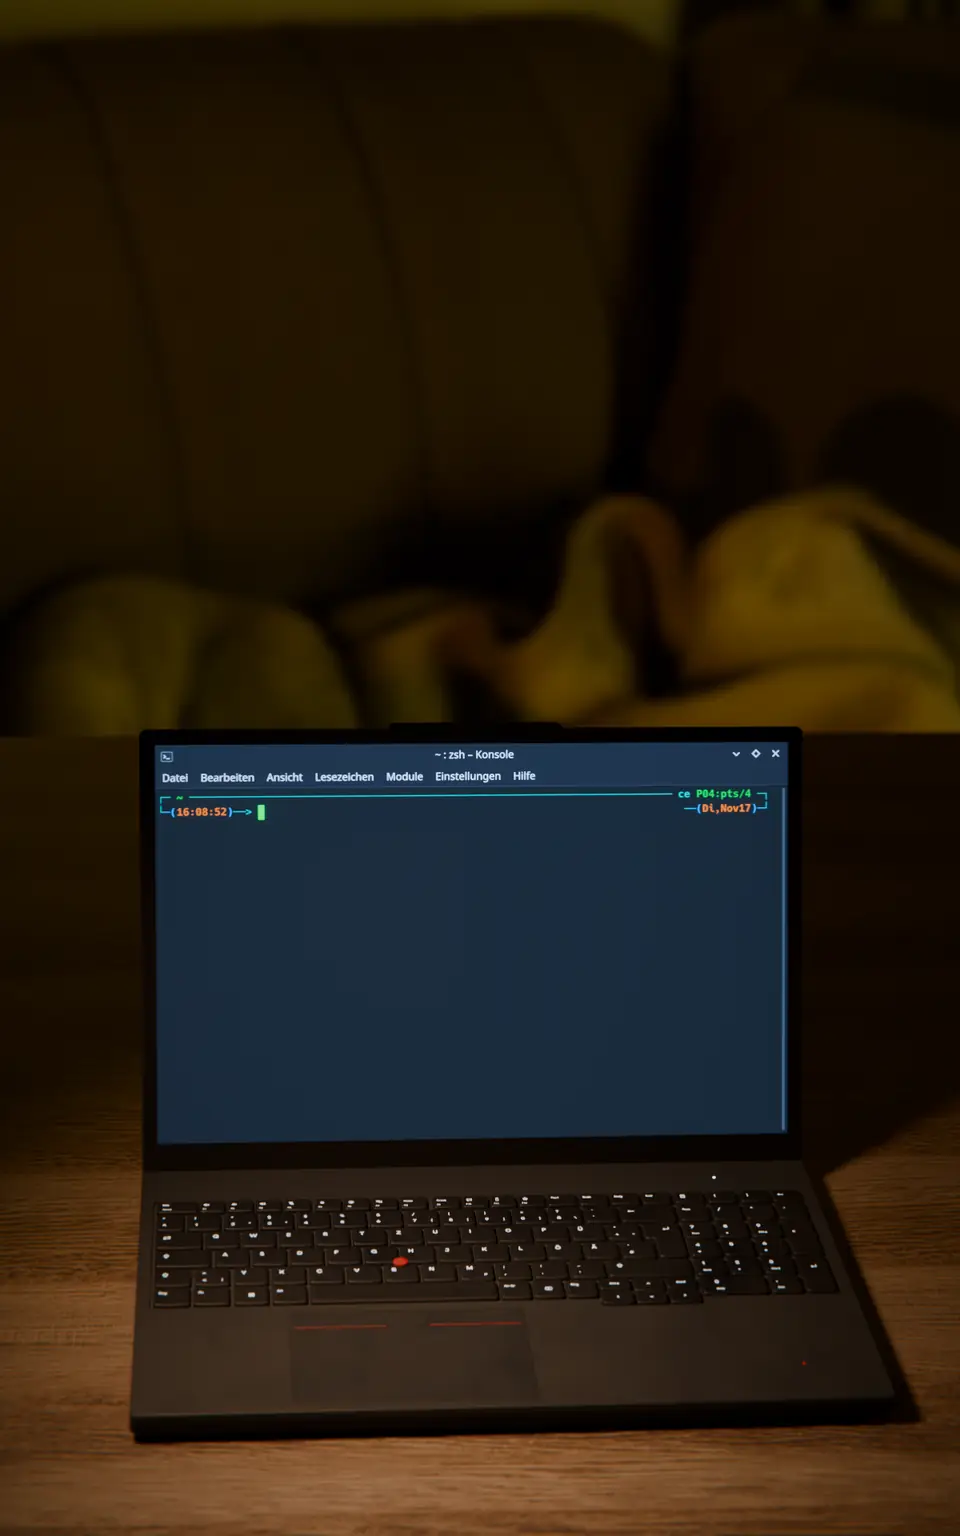 ~ : zsh – Konsole
Datei Bearbeiten Ansicht Lesezeichen Module Einstellungen Hilfe
~ ce P04:pts/4
(16:08:52)—> —(Di,Nov17)
Q W E R T Z U I O P Ü
A S D F G H J K L Ö Ä
Y X C V B N M